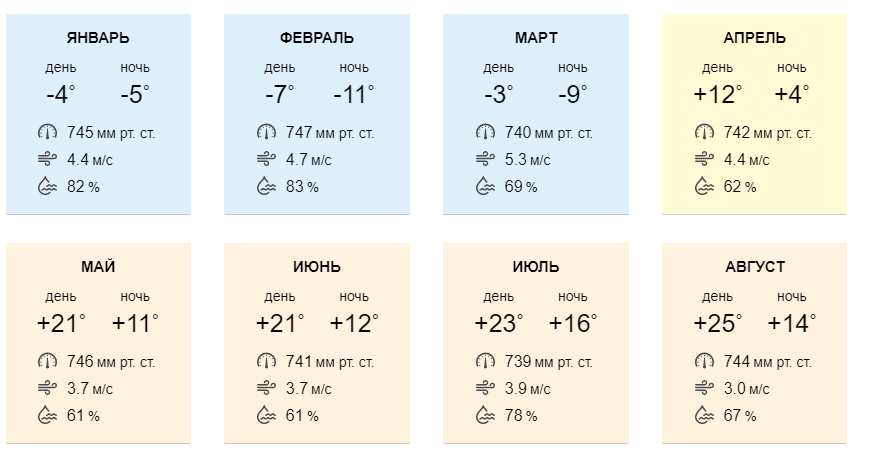 ЯНВАРЬ
день ночь
-4° -5°
745 мм рт. ст.
4.4 м/с
82 %
ФЕВРАЛЬ
день ночь
-7° -11°
747 мм рт. ст.
4.7 м/с
83 %
МАРТ
день ночь
-3° -9°
740 мм рт. ст.
5.3 м/с
69 %
АПРЕЛЬ
день ночь
+12° +4°
742 мм рт. ст.
4.4 м/с
62 %
МАЙ
день ночь
+21° +11°
746 мм рт. ст.
3.7 м/с
61 %
ИЮНЬ
день ночь
+21° +12°
741 мм рт. ст.
3.7 м/с
61 %
ИЮЛЬ
день ночь
+23° +16°
739 мм рт. ст.
3.9 м/с
78 %
АВГУСТ
день ночь
+25° +14°
744 мм рт. ст.
3.0 м/с
67 %